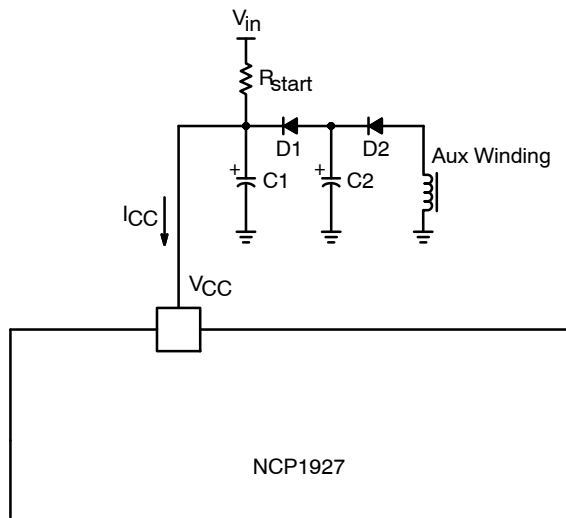 Vin
Rstart
D1
D2
Aux Winding
+
C1
+
C2
ICC
VCC
NCP1927